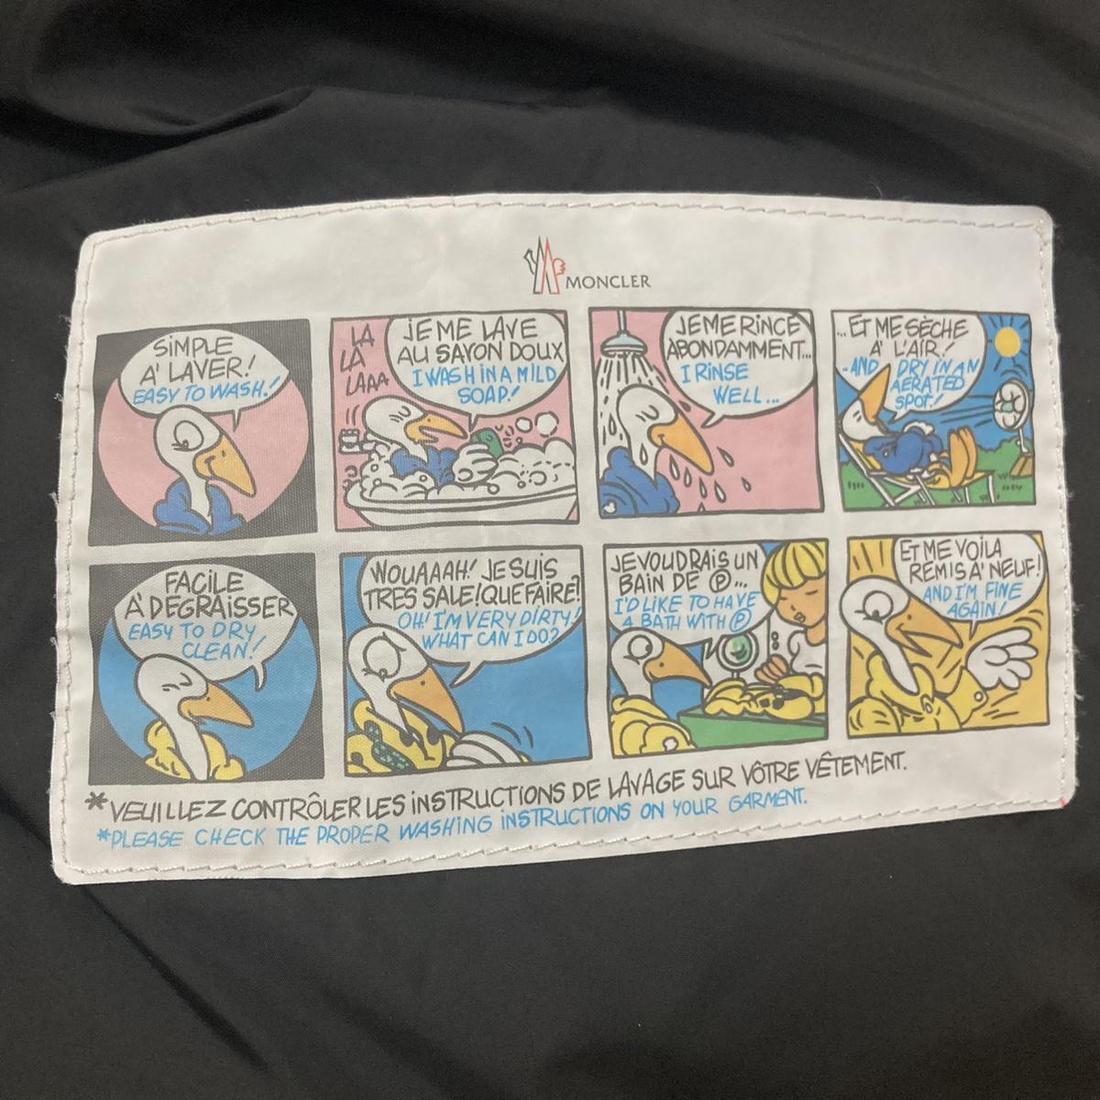 MONCLER
SIMPLE
A' LAVER!
EASY TO WASH!
LA
LA
LAAA
JE ME LAVE
AU SAVON DOUX
I WASH IN A MILD
SOAP!
JE ME RINCE
ABONDAMMENT...
I RINSE
WELL...
...ET ME SÈCHE
A' L'AIR!
-AND DRY IN AN
AERATED
SPOT!
FACILE
A' DEGRAISSER
EASY TO DRY
CLEAN!
WOUAAAH! JE SUIS
TRES SALE! QUE FAIRE?
OH! I'M VERY DIRTY!
WHAT CAN I DO?
JE VOUDRAIS UN
BAIN DE Ⓟ...
I'D LIKE TO HAVE
A BATH WITH Ⓟ
ET ME VOILA
REMIS A' NEUF!
AND I'M FINE
AGAIN!
*VEUILLEZ CONTRÔLER LES INSTRUCTIONS DE LAVAGE SUR VÔTRE VÊTEMENT.
*PLEASE CHECK THE PROPER WASHING INSTRUCTIONS ON YOUR GARMENT.